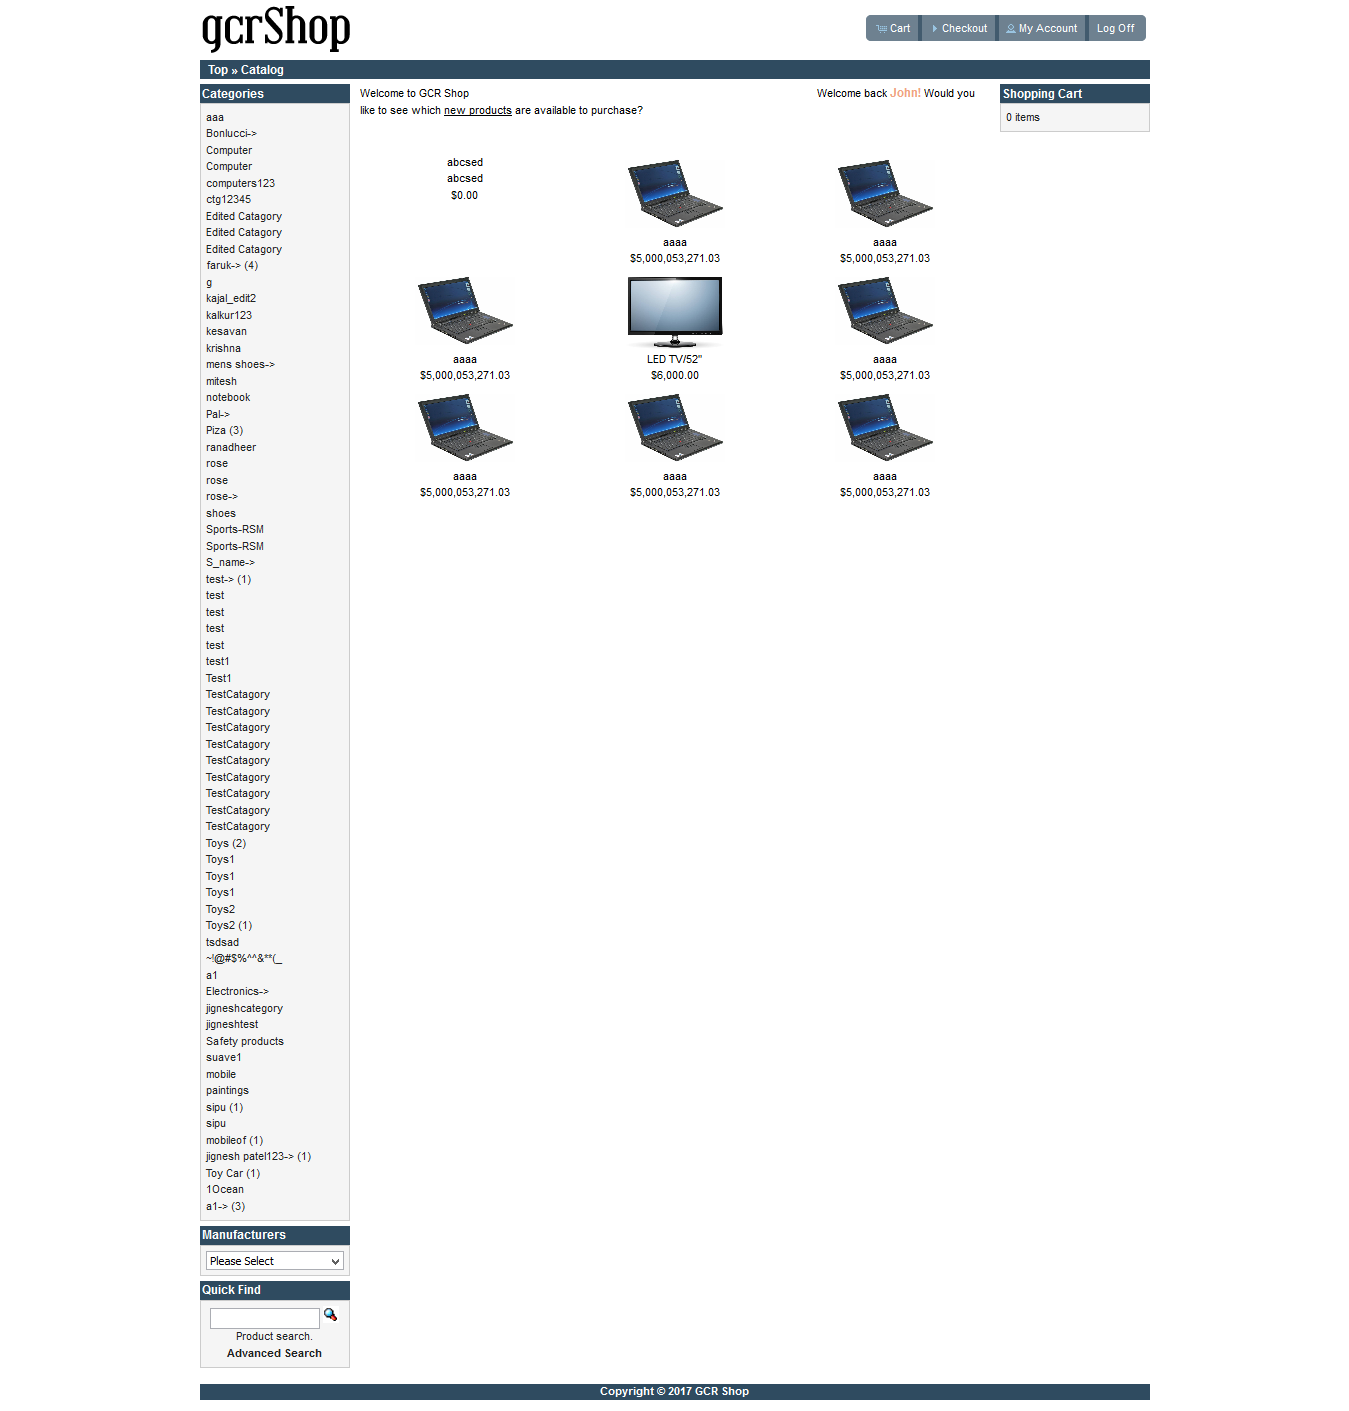 gcrShop
Cart
Checkout
My Account
Log Off
Top » Catalog
Categories
aaa
Bonlucci->
Computer
Computer
computers123
ctg12345
Edited Catagory
Edited Catagory
Edited Catagory
faruk-> (4)
g
kajal_edit2
kalkur123
kesavan
krishna
mens shoes->
mitesh
notebook
Pal->
Piza (3)
ranadheer
rose
rose
rose->
shoes
Sports-RSM
Sports-RSM
S_name->
test-> (1)
test
test
test
test
test1
Test1
TestCatagory
TestCatagory
TestCatagory
TestCatagory
TestCatagory
TestCatagory
TestCatagory
TestCatagory
TestCatagory
Toys (2)
Toys1
Toys1
Toys1
Toys2
Toys2 (1)
tsdsad
~!@#$%^^&**(_
a1
Electronics->
jigneshcategory
jigneshtest
Safety products
suave1
mobile
paintings
sipu (1)
sipu
mobileof (1)
jignesh patel123-> (1)
Toy Car (1)
1Ocean
a1-> (3)
Manufacturers
Please Select
Quick Find
Product search.
Advanced Search
Welcome to GCR Shop
Welcome back John! Would you
like to see which new products are available to purchase?
abcsed
abcsed
$0.00
aaaa
$5,000,053,271.03
aaaa
$5,000,053,271.03
aaaa
$5,000,053,271.03
LED TV/52"
$6,000.00
aaaa
$5,000,053,271.03
aaaa
$5,000,053,271.03
aaaa
$5,000,053,271.03
aaaa
$5,000,053,271.03
Shopping Cart
0 items
Copyright © 2017 GCR Shop